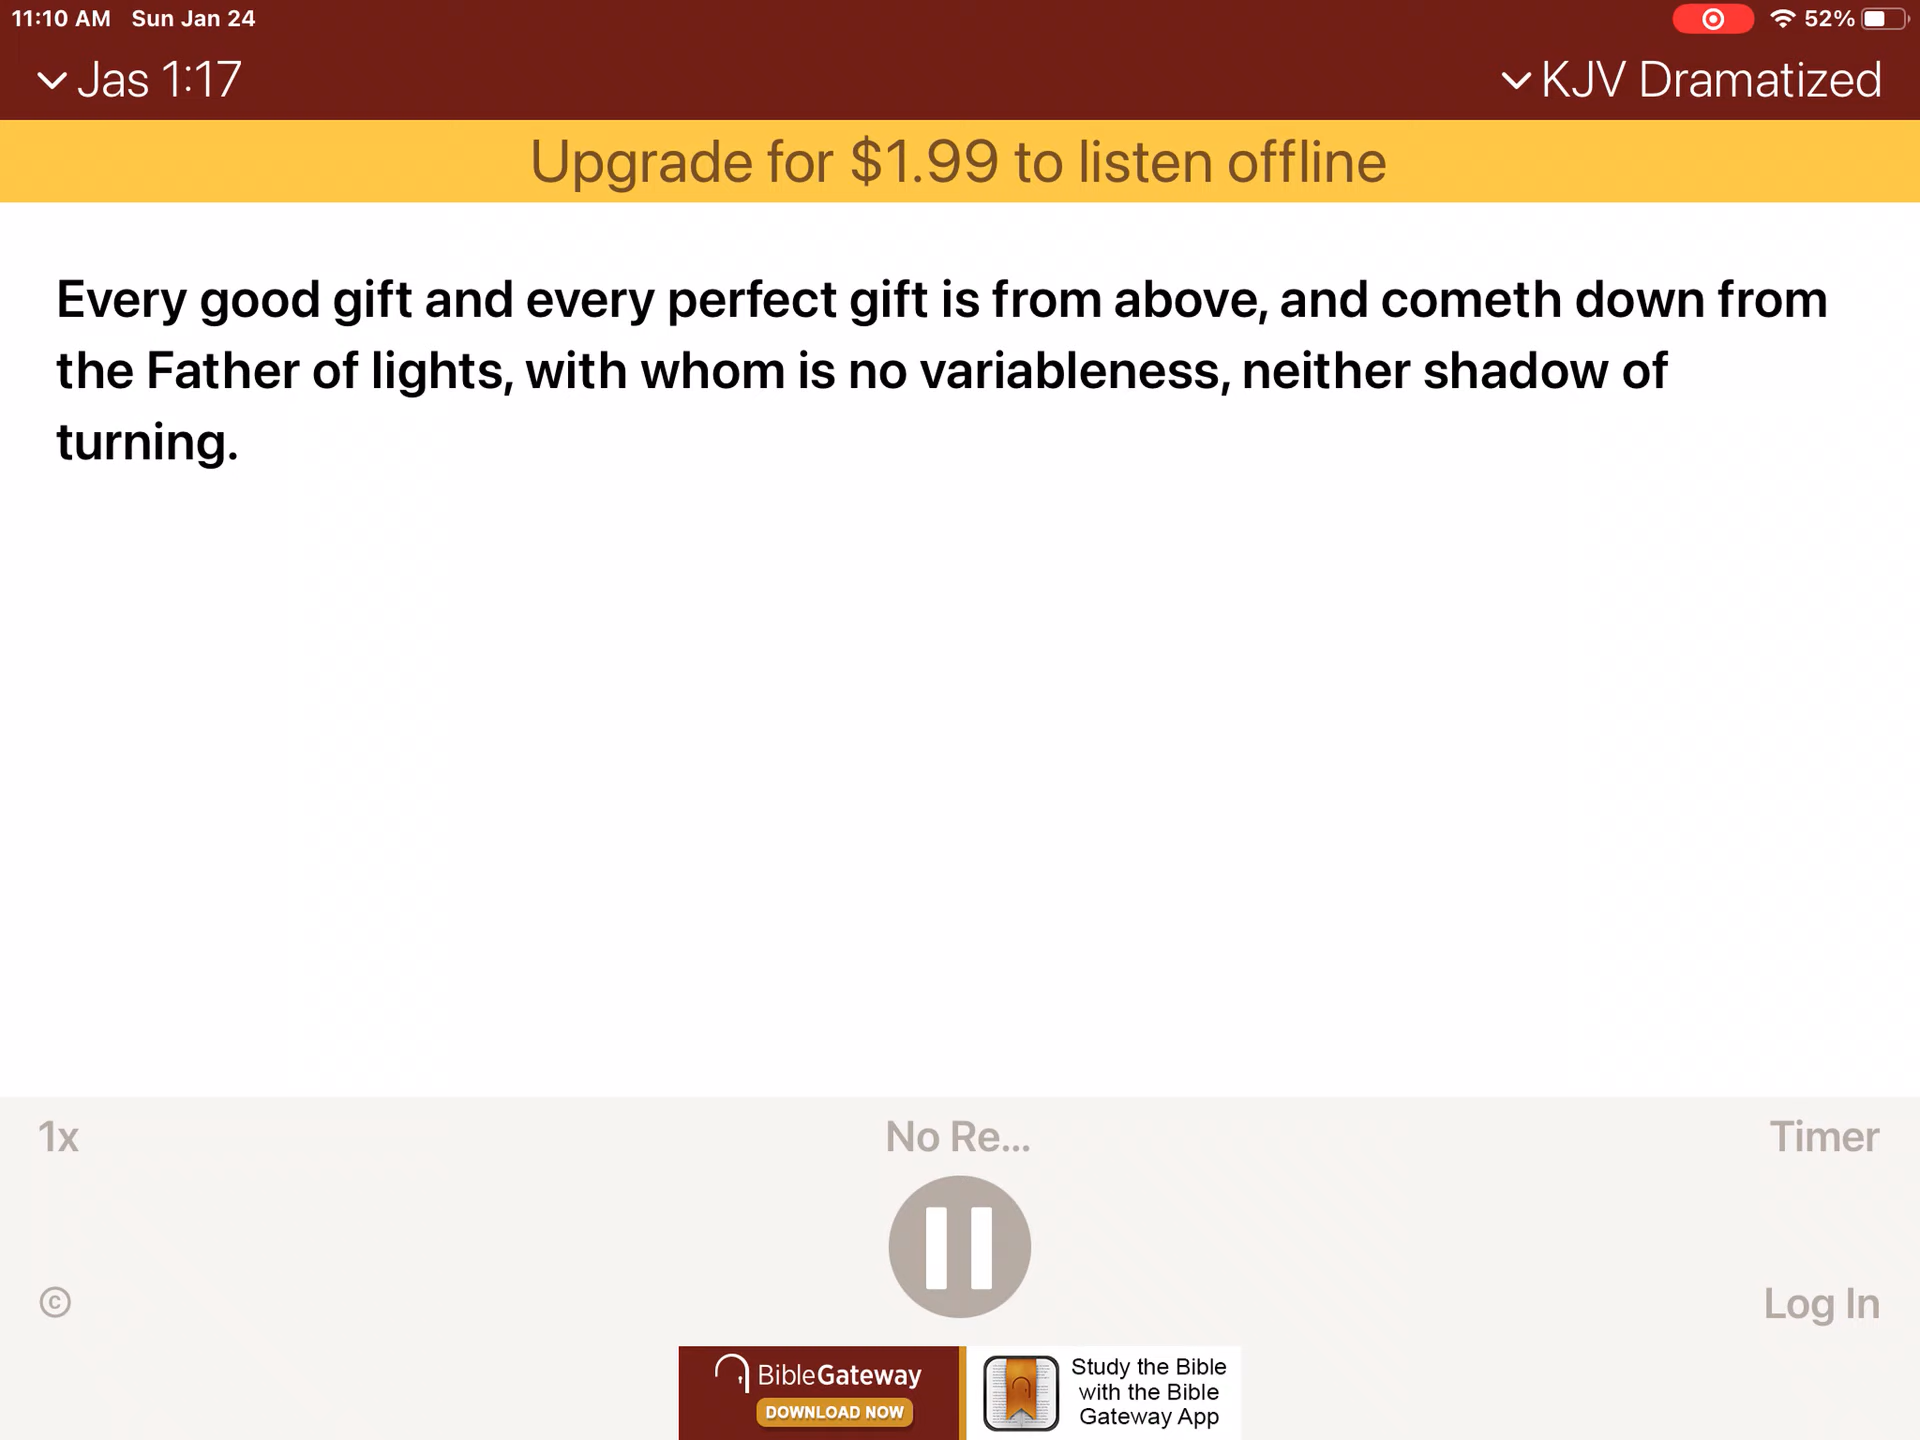 11:10 AM Sun Jan 24 52%
Jas 1:17 KJV Dramatized
Upgrade for $1.99 to listen offline
Every good gift and every perfect gift is from above, and cometh down from
the Father of lights, with whom is no variableness, neither shadow of
turning.
1x No Re... Timer
© Log In
BibleGateway
DOWNLOAD NOW
Study the Bible
with the Bible
Gateway App